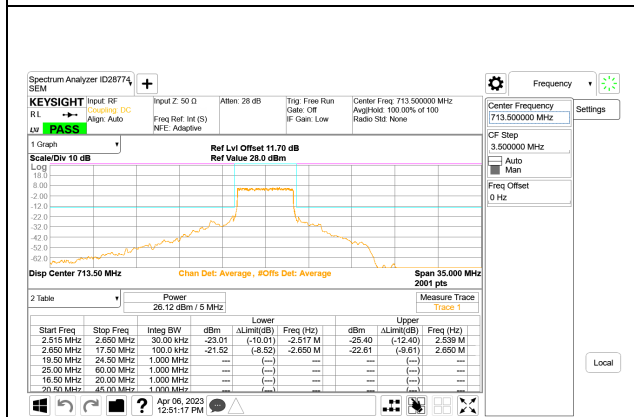 Spectrum Analyzer ID28774
SEM
+
Frequency
KEYSIGHT
RL
PASS
Input: RF
Coupling: DC
Align: Auto
Input Z: 50 Ω
Freq Ref: Int (S)
NFE: Adaptive
Atten: 28 dB
Trig: Free Run
Gate: Off
IF Gain: Low
Center Freq: 713.500000 MHz
Avg|Hold: 100.00% of 100
Radio Std: None
Center Frequency
713.500000 MHz
Settings
CF Step
3.500000 MHz
Auto
Man
Freq Offset
0 Hz
1 Graph
Scale/Div 10 dB
Ref Lvl Offset 11.70 dB
Ref Value 28.0 dBm
Log
18.0
8.00
-2.00
-12.0
-22.0
-32.0
-42.0
-52.0
-62.0
Disp Center 713.50 MHz
Chan Det: Average , #Offs Det: Average
Span 35.000 MHz
2001 pts
2 Table
Power
26.12 dBm / 5 MHz
Measure Trace
Trace 1
Lower Upper
Start Freq Stop Freq Integ BW dBm ΔLimit(dB) Freq (Hz) dBm ΔLimit(dB) Freq (Hz)
2.515 MHz 2.650 MHz 30.00 kHz -23.01 (-10.01) -2.517 M -25.40 (-12.40) 2.539 M
2.650 MHz 17.50 MHz 100.0 kHz -21.52 (-8.52) -2.650 M -22.61 (-9.61) 2.650 M
19.50 MHz 24.50 MHz 1.000 MHz --- (---) --- --- (---) ---
25.00 MHz 60.00 MHz 1.000 MHz --- (---) --- --- (---) ---
16.50 MHz 20.00 MHz 1.000 MHz --- (---) --- --- (---) ---
20.50 MHz 45.00 MHz 1.000 MHz --- (---) --- --- (---) ---
Local
?
Apr 06, 2023
12:51:17 PM